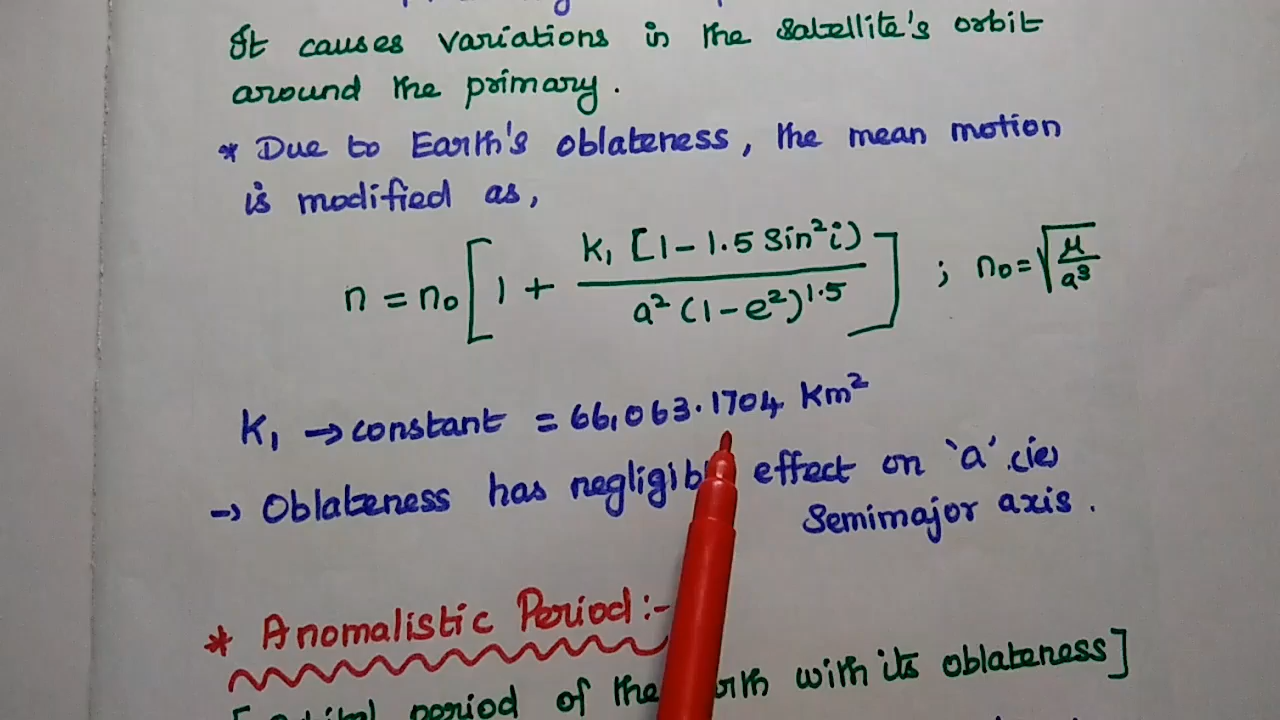 It causes variations in the satellite's orbit
around the primary.
* Due to Earth's oblateness, the mean motion
is modified as,
n = n₀ [1 + K₁ [1 - 1.5 Sin²i) / a² (1 - e²)^1.5] ; n₀ = √(μ/a³)
K₁ → constant = 66,063.1704 Km²
→ Oblateness has negligib effect on 'a' (ie)
Semimajor axis.
* Anomalistic Period:-
period of the with its oblateness]